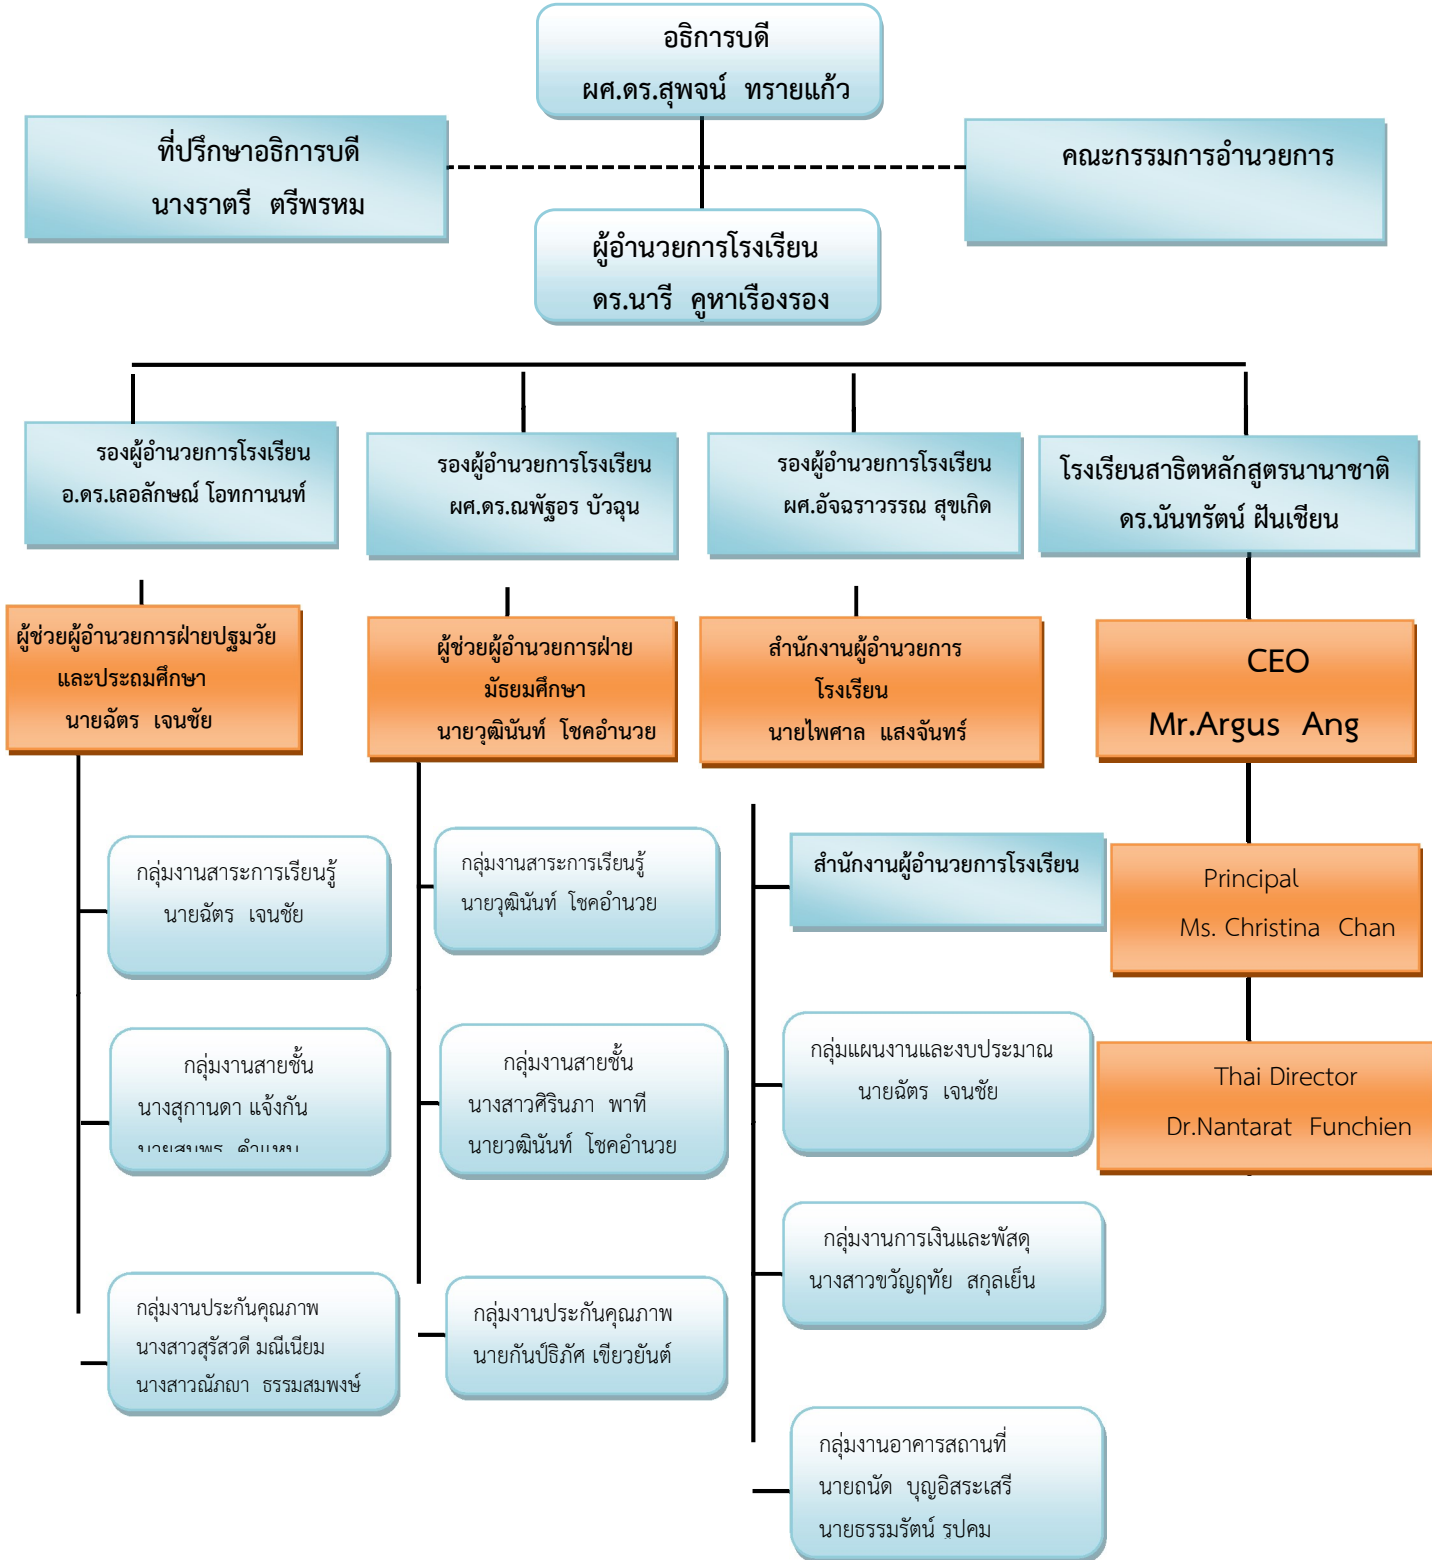 อธิการบดี
ผศ.ดร.สุพจน์ ทรายแก้ว
ที่ปรึกษาอธิการบดี
นางราตรี ตรีพรหม
คณะกรรมการอำนวยการ
ผู้อำนวยการโรงเรียน
ดร.นารี คูหาเรืองรอง
รองผู้อำนวยการโรงเรียน
อ.ดร.เลอลักษณ์ โอทกานนท์
รองผู้อำนวยการโรงเรียน
ผศ.ดร.ณพัฐอร บัวฉุน
รองผู้อำนวยการโรงเรียน
ผศ.อัจฉราวรรณ สุขเกิด
โรงเรียนสาธิตหลักสูตรนานาชาติ
ดร.นันทรัตน์ ฝันเชียน
ผู้ช่วยผู้อำนวยการฝ่ายปฐมวัย
และประถมศึกษา
นายฉัตร เจนชัย
ผู้ช่วยผู้อำนวยการฝ่าย
มัธยมศึกษา
นายวุฒินันท์ โชคอำนวย
สำนักงานผู้อำนวยการ
โรงเรียน
นายไพศาล แสงจันทร์
CEO
Mr.Argus Ang
กลุ่มงานสาระการเรียนรู้
นายฉัตร เจนชัย
กลุ่มงานสายชั้น
นางสุกานดา แจ้งกัน
กลุ่มงานประกันคุณภาพ
นางสาวสุรัสวดี มณีเนียม
นางสาวณัภญา ธรรมสมพงษ์
กลุ่มงานสาระการเรียนรู้
นายวุฒินันท์ โชคอำนวย
กลุ่มงานสายชั้น
นางสาวศิรินภา พาที
นายวุฒินันท์ โชคอำนวย
กลุ่มงานประกันคุณภาพ
นายกันป์ธิภัศ เขียวยันต์
สำนักงานผู้อำนวยการโรงเรียน
กลุ่มแผนงานและงบประมาณ
นายฉัตร เจนชัย
กลุ่มงานการเงินและพัสดุ
นางสาวขวัญฤทัย สกุลเย็น
กลุ่มงานอาคารสถานที่
นายถนัด บุญอิสระเสรี
นายธรรมรัตน์ รูปคม
Principal
Ms. Christina Chan
Thai Director
Dr.Nantarat Funchien